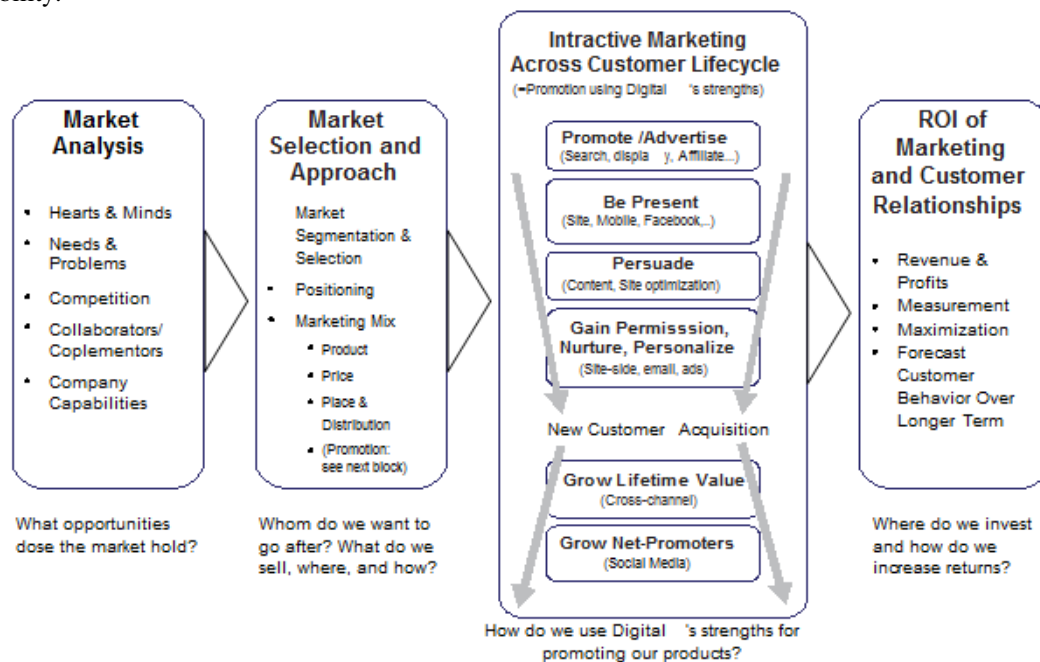 Market
Analysis
• Hearts & Minds
• Needs &
Problems
• Competition
• Collaborators/
Coplementors
• Company
Capabilities
What opportunities
dose the market hold?
Market
Selection and
Approach
Market
Segmentation &
Selection
• Positioning
• Marketing Mix
• Product
• Price
• Place &
Distribution
• (Promotion:
see next block)
Whom do we want to
go after? What do we
sell, where, and how?
Intractive Marketing
Across Customer Lifecycle
(=Promotion using Digital 's strengths)
Promote /Advertise
(Search, displa y, Affiliate...)
Be Present
(Site, Mobile, Facebook,..)
Persuade
(Content, Site optimization)
Gain Permisssion,
Nurture, Personalize
(Site-side, email, ads)
New Customer Acquisition
Grow Lifetime Value
(Cross-channel)
Grow Net-Promoters
(Social Media)
How do we use Digital 's strengths for
promoting our products?
ROI of
Marketing
and Customer
Relationships
• Revenue &
Profits
• Measurement
• Maximization
• Forecast
Customer
Behavior Over
Longer Term
Where do we invest
and how do we
increase returns?